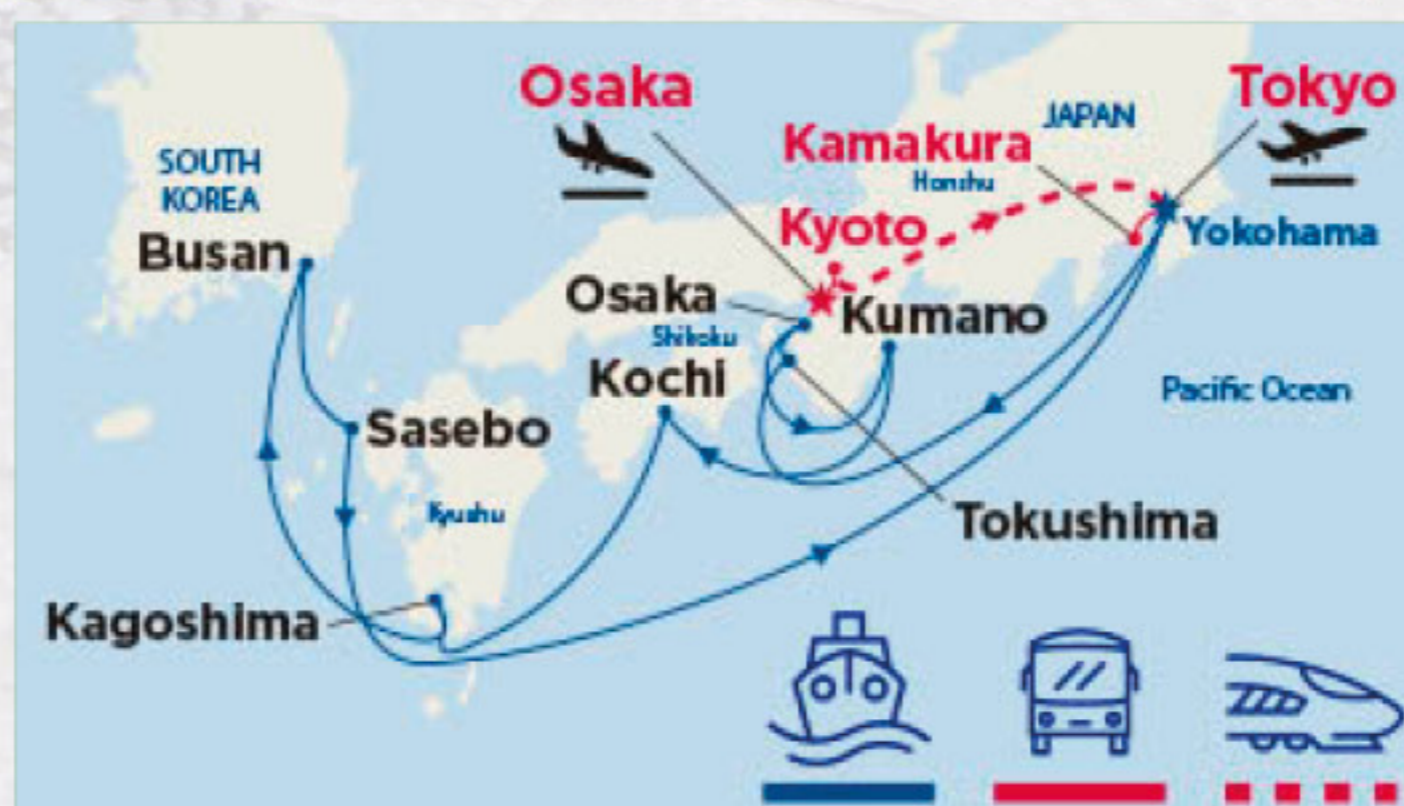 Osaka
Tokyo
JAPAN
Kamakura
SOUTH
KOREA
Honshu
Kyoto
Yokohama
Busan
Osaka
Kumano
Shikoku
Kochi
Pacific Ocean
Sasebo
Kyushu
Tokushima
Kagoshima